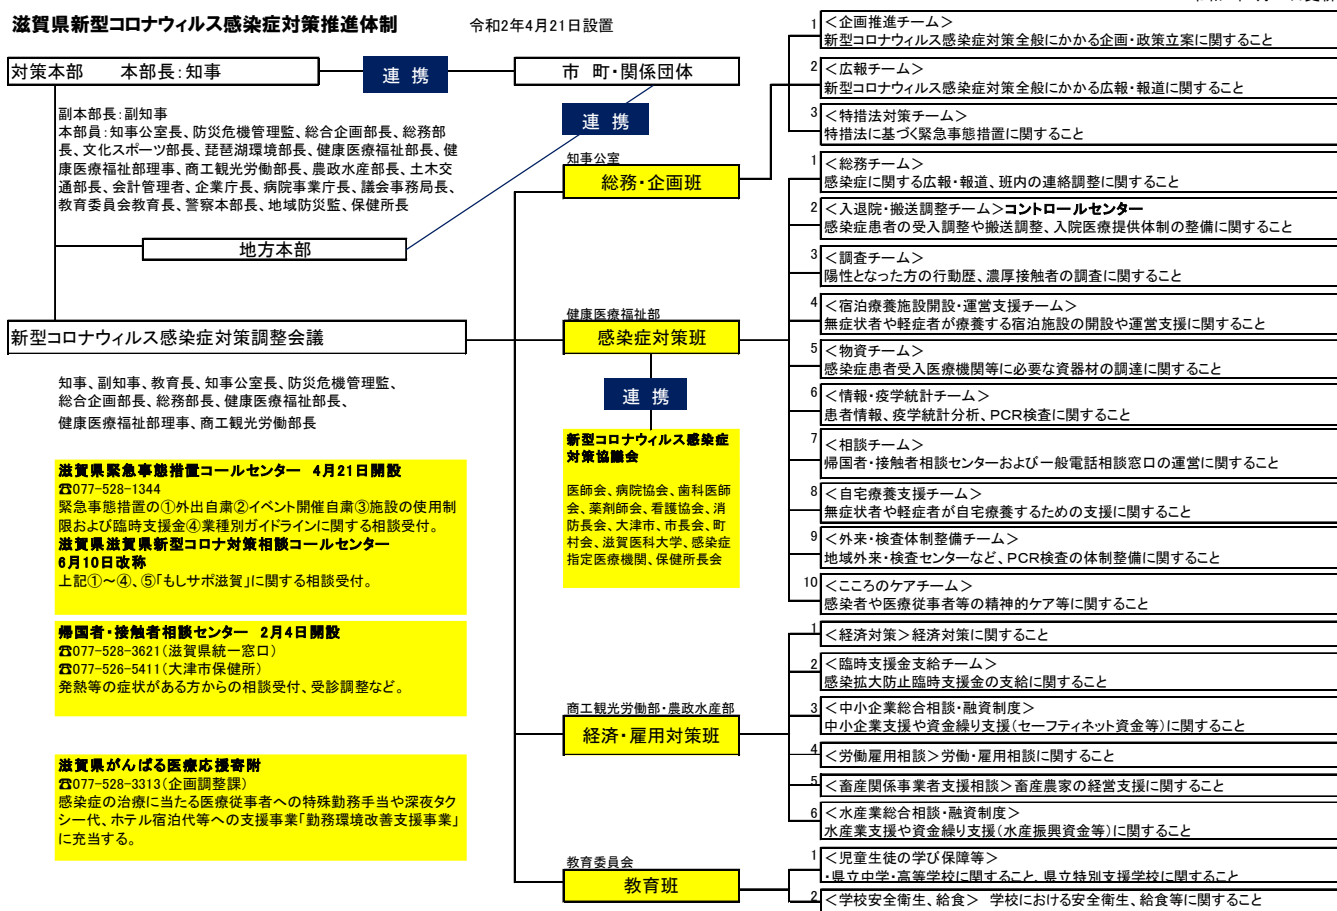 滋賀県新型コロナウィルス感染症対策推進体制
令和2年4月21日設置
対策本部　本部長：知事
連 携
市 町・関係団体
副本部長：副知事
本部員：知事公室長、防災危機管理監、総合企画部長、総務部
長、文化スポーツ部長、琵琶湖環境部長、健康医療福祉部長、健
康医療福祉部理事、商工観光労働部長、農政水産部長、土木交
通部長、会計管理者、企業庁長、病院事業庁長、議会事務局長、
教育委員会教育長、警察本部長、地域防災監、保健所長
連 携
地方本部
新型コロナウィルス感染症対策調整会議
知事、副知事、教育長、知事公室長、防災危機管理監、
総合企画部長、総務部長、健康医療福祉部長、
健康医療福祉部理事、商工観光労働部長
滋賀県緊急事態措置コールセンター　4月21日開設
☎077-528-1344
緊急事態措置の①外出自粛②イベント開催自粛③施設の使用制
限および臨時支援金④業種別ガイドラインに関する相談受付。
滋賀県滋賀県新型コロナ対策相談コールセンター
6月10日改称
上記①～④、⑤「もしサポ滋賀」に関する相談受付。
帰国者・接触者相談センター　2月4日開設
☎077-528-3621（滋賀県統一窓口）
☎077-526-5411（大津市保健所）
発熱等の症状がある方からの相談受付、受診調整など。
滋賀県がんばる医療応援寄附
☎077-528-3313（企画調整課）
感染症の治療に当たる医療従事者への特殊勤務手当や深夜タク
シー代、ホテル宿泊代等への支援事業「勤務環境改善支援事業」
に充当する。
知事公室
総務・企画班
健康医療福祉部
感染症対策班
連 携
新型コロナウィルス感染症
対策協議会
医師会、病院協会、歯科医師
会、薬剤師会、看護協会、消
防長会、大津市、市長会、町
村会、滋賀医科大学、感染症
指定医療機関、保健所長会
商工観光労働部・農政水産部
経済・雇用対策班
教育委員会
教育班
1 ＜企画推進チーム＞
新型コロナウィルス感染症対策全般にかかる企画・政策立案に関すること
2 ＜広報チーム＞
新型コロナウィルス感染症対策全般にかかる広報・報道に関すること
3 ＜特措法対策チーム＞
特措法に基づく緊急事態措置に関すること
1 ＜総務チーム＞
感染症に関する広報・報道、班内の連絡調整に関すること
2 ＜入退院・搬送調整チーム＞コントロールセンター
感染症患者の受入調整や搬送調整、入院医療提供体制の整備に関すること
3 ＜調査チーム＞
陽性となった方の行動歴、濃厚接触者の調査に関すること
4 ＜宿泊療養施設開設・運営支援チーム＞
無症状者や軽症者が療養する宿泊施設の開設や運営支援に関すること
5 ＜物資チーム＞
感染症患者受入医療機関等に必要な資器材の調達に関すること
6 ＜情報・疫学統計チーム＞
患者情報、疫学統計分析、PCR検査に関すること
7 ＜相談チーム＞
帰国者・接触者相談センターおよび一般電話相談窓口の運営に関すること
8 ＜自宅療養支援チーム＞
無症状者や軽症者が自宅療養するための支援に関すること
9 ＜外来・検査体制整備チーム＞
地域外来・検査センターなど、PCR検査の体制整備に関すること
10 ＜こころのケアチーム＞
感染者や医療従事者等の精神的ケア等に関すること
1 ＜経済対策＞経済対策に関すること
2 ＜臨時支援金支給チーム＞
感染拡大防止臨時支援金の支給に関すること
3 ＜中小企業総合相談・融資制度＞
中小企業支援や資金繰り支援（セーフティネット資金等）に関すること
4 ＜労働雇用相談＞労働・雇用相談に関すること
5 ＜畜産関係事業者支援相談＞畜産農家の経営支援に関すること
6 ＜水産業総合相談・融資制度＞
水産業支援や資金繰り支援（水産振興資金等）に関すること
1 ＜児童生徒の学び保障等＞
・県立中学・高等学校に関すること、県立特別支援学校に関すること
2 ＜学校安全衛生、給食＞　学校における安全衛生、給食等に関すること